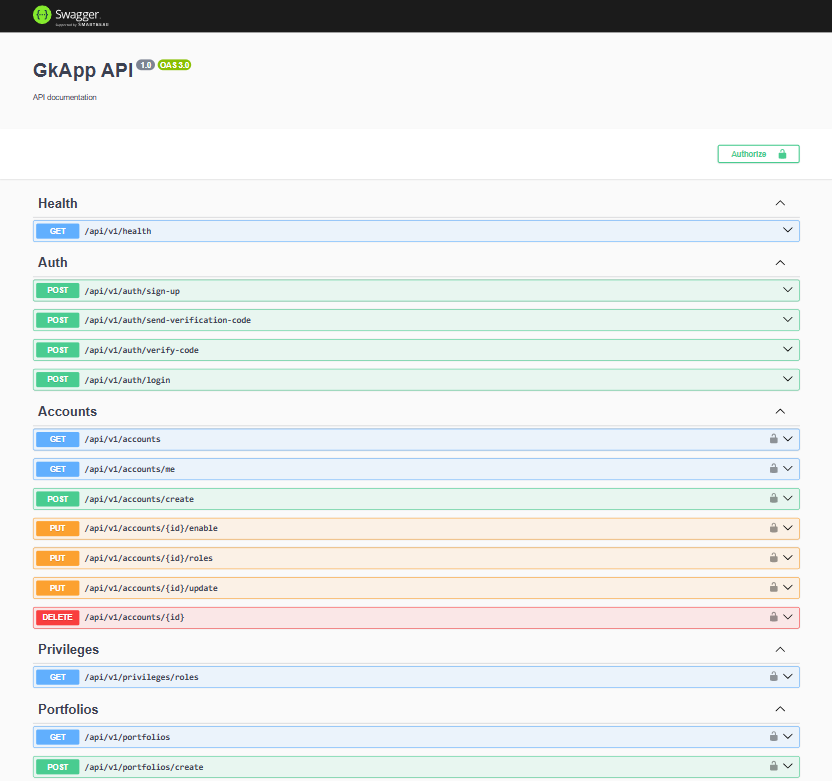 Swagger
Supported by SMARTBEAR
GkApp API 1.0 OAS 3.0
API documentation
Authorize
Health
GET /api/v1/health
Auth
POST /api/v1/auth/sign-up
POST /api/v1/auth/send-verification-code
POST /api/v1/auth/verify-code
POST /api/v1/auth/login
Accounts
GET /api/v1/accounts
GET /api/v1/accounts/me
POST /api/v1/accounts/create
PUT /api/v1/accounts/{id}/enable
PUT /api/v1/accounts/{id}/roles
PUT /api/v1/accounts/{id}/update
DELETE /api/v1/accounts/{id}
Privileges
GET /api/v1/privileges/roles
Portfolios
GET /api/v1/portfolios
POST /api/v1/portfolios/create